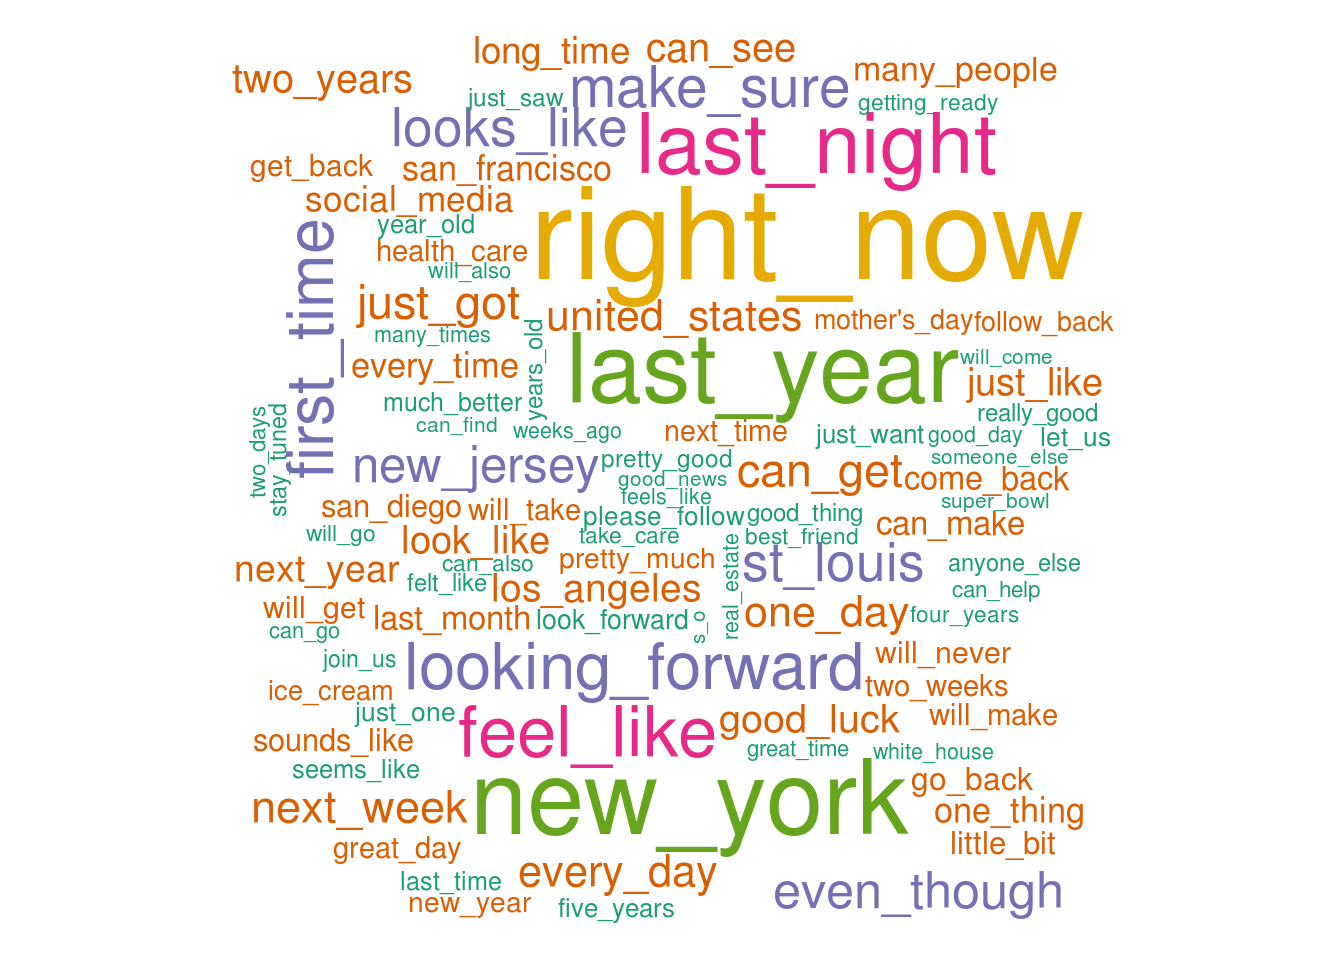 long_time
can_see
two_years
many_people
just_saw
make_sure
getting_ready
looks_like
last_night
get_back
san_francisco
social_media
right_now
year_old
health_care
will_also
first_time
just_got
united_states
mother's_day
follow_back
many_times
years_old
every_time
last_year
will_come
just_like
much_better
can_find
weeks_ago
two_days
stay_tuned
next_time
just_want
good_day
really_good
let_us
someone_else
new_jersey
pretty_good
good_news
feels_like
can_get
come_back
super_bowl
san_diego
will_take
please_follow
good_thing
can_make
will_go
look_like
take_care
best_friend
next_year
can_also
pretty_much
real_estate
st_louis
anyone_else
felt_like
los_angeles
can_help
will_get
last_month
look_forward
s_o
one_day
four_years
can_go
join_us
looking_forward
will_never
ice_cream
two_weeks
just_one
feel_like
good_luck
will_make
sounds_like
great_time
white_house
seems_like
new_york
go_back
next_week
one_thing
great_day
little_bit
last_time
every_day
even_though
new_year
five_years